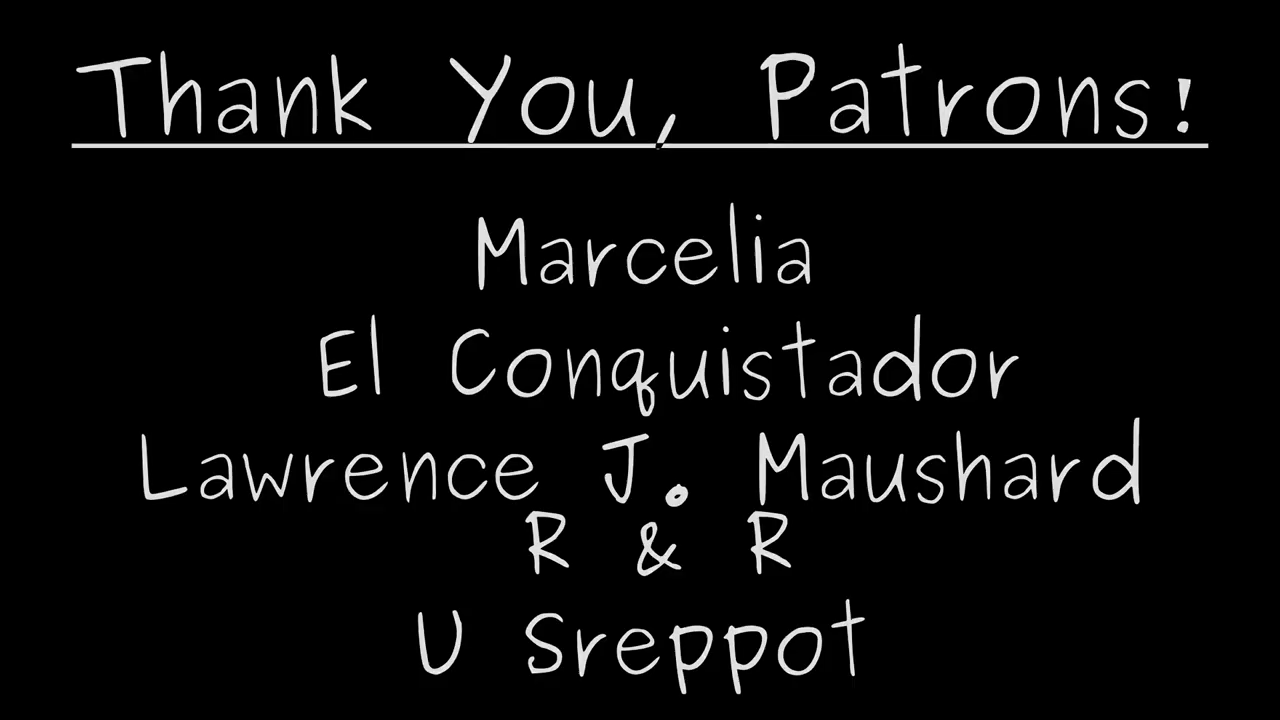 Thank You, Patrons!
Marcelia
El Conquistador
Lawrence J. Maushard
R & R
U Sreppot